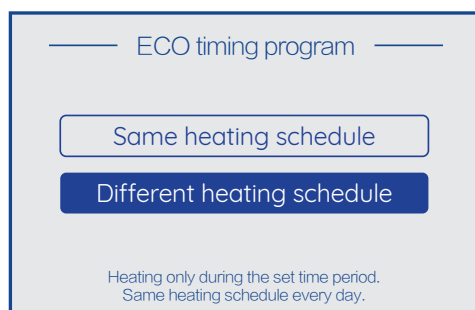 ECO timing program
Same heating schedule
Different heating schedule
Heating only during the set time period.
Same heating schedule every day.